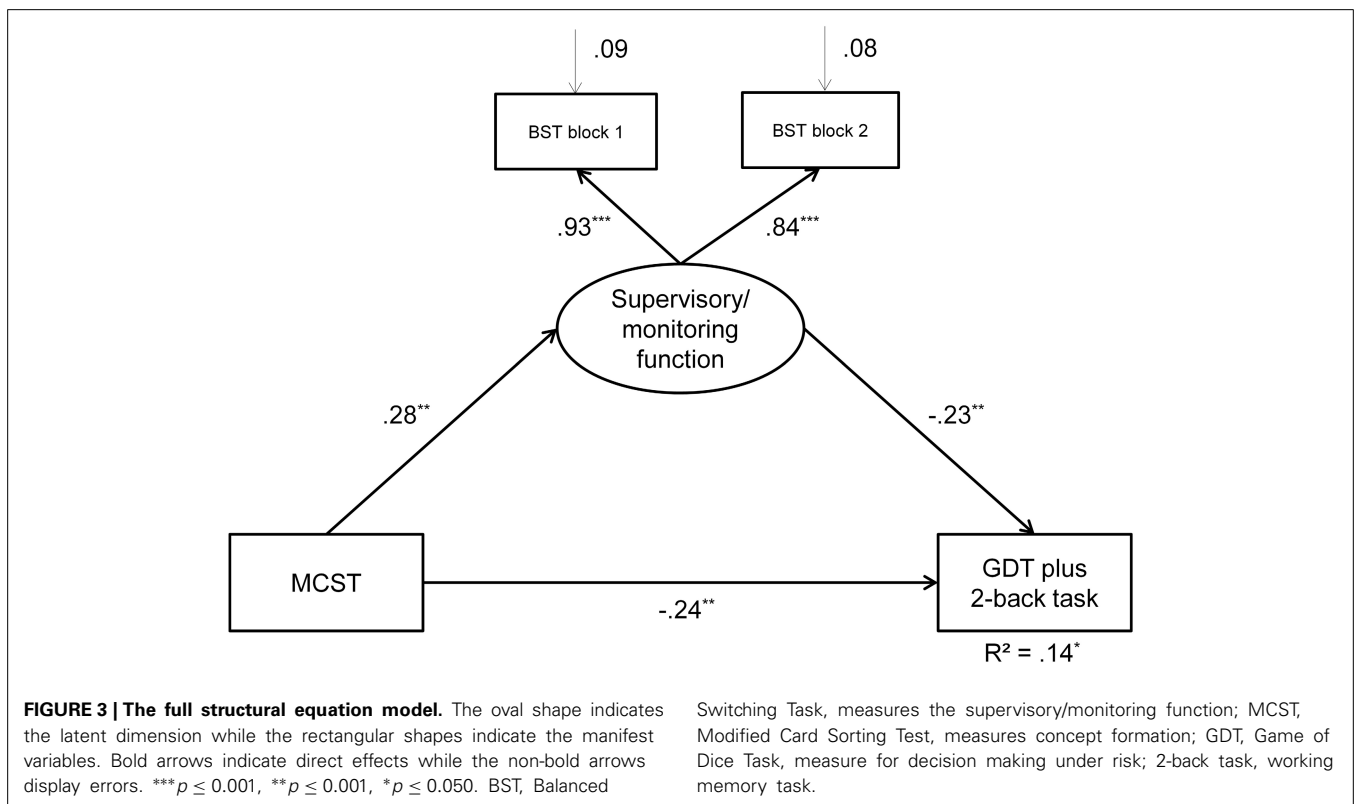 .09
.08
BST block 1
BST block 2
.93***
.84***
Supervisory/
monitoring
function
.28**
-.23**
MCST
GDT plus
2-back task
-.24**
R² = .14*
FIGURE 3 | The full structural equation model. The oval shape indicates
the latent dimension while the rectangular shapes indicate the manifest
variables. Bold arrows indicate direct effects while the non-bold arrows
display errors. ***p ≤ 0.001, **p ≤ 0.001, *p ≤ 0.050. BST, Balanced
Switching Task, measures the supervisory/monitoring function; MCST,
Modified Card Sorting Test, measures concept formation; GDT, Game of
Dice Task, measure for decision making under risk; 2-back task, working
memory task.